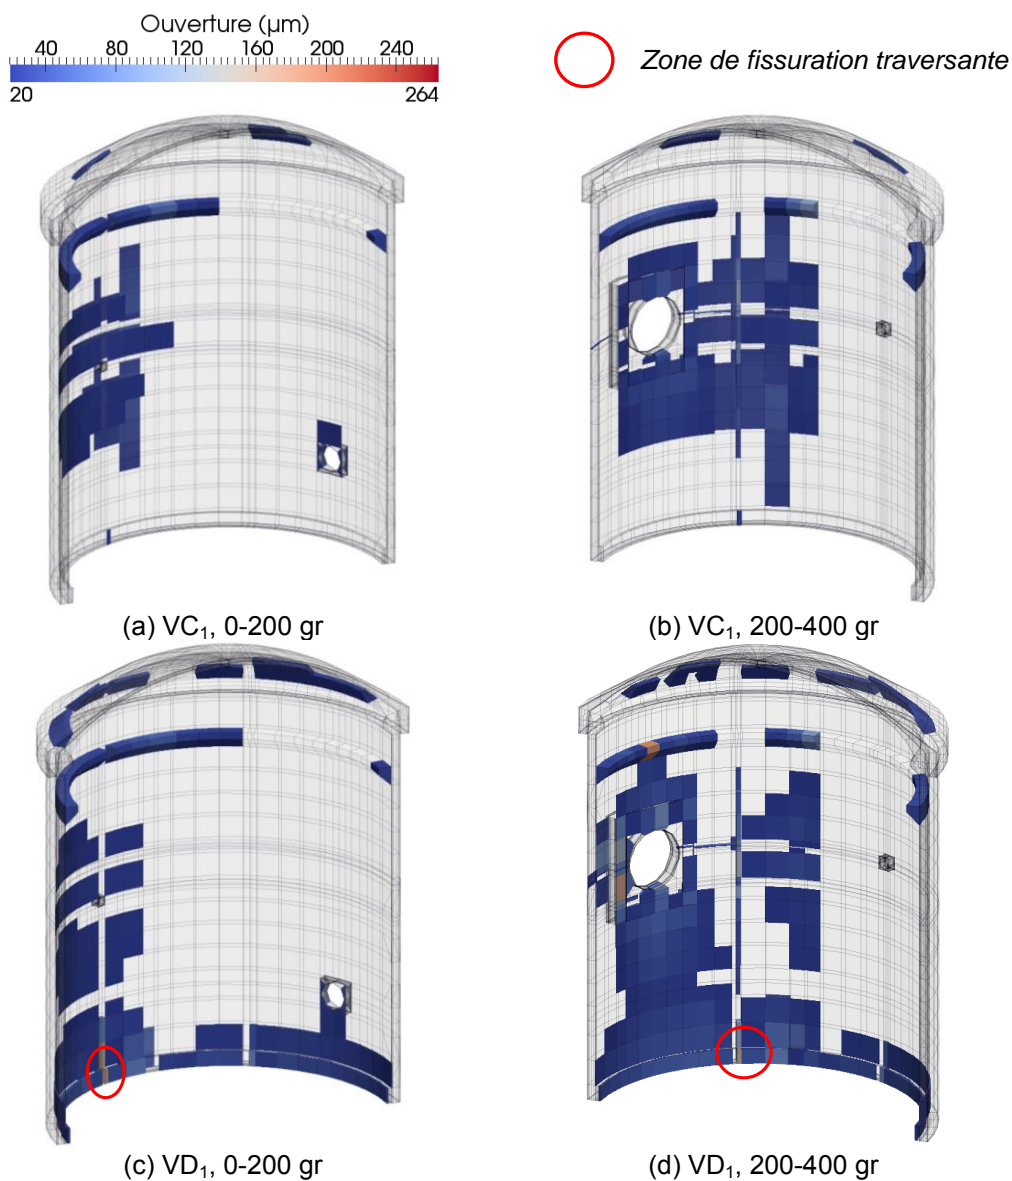 Ouverture (µm)
40 80 120 160 200 240
20 264
Zone de fissuration traversante
(a) VC₁, 0-200 gr
(b) VC₁, 200-400 gr
(c) VD₁, 0-200 gr
(d) VD₁, 200-400 gr